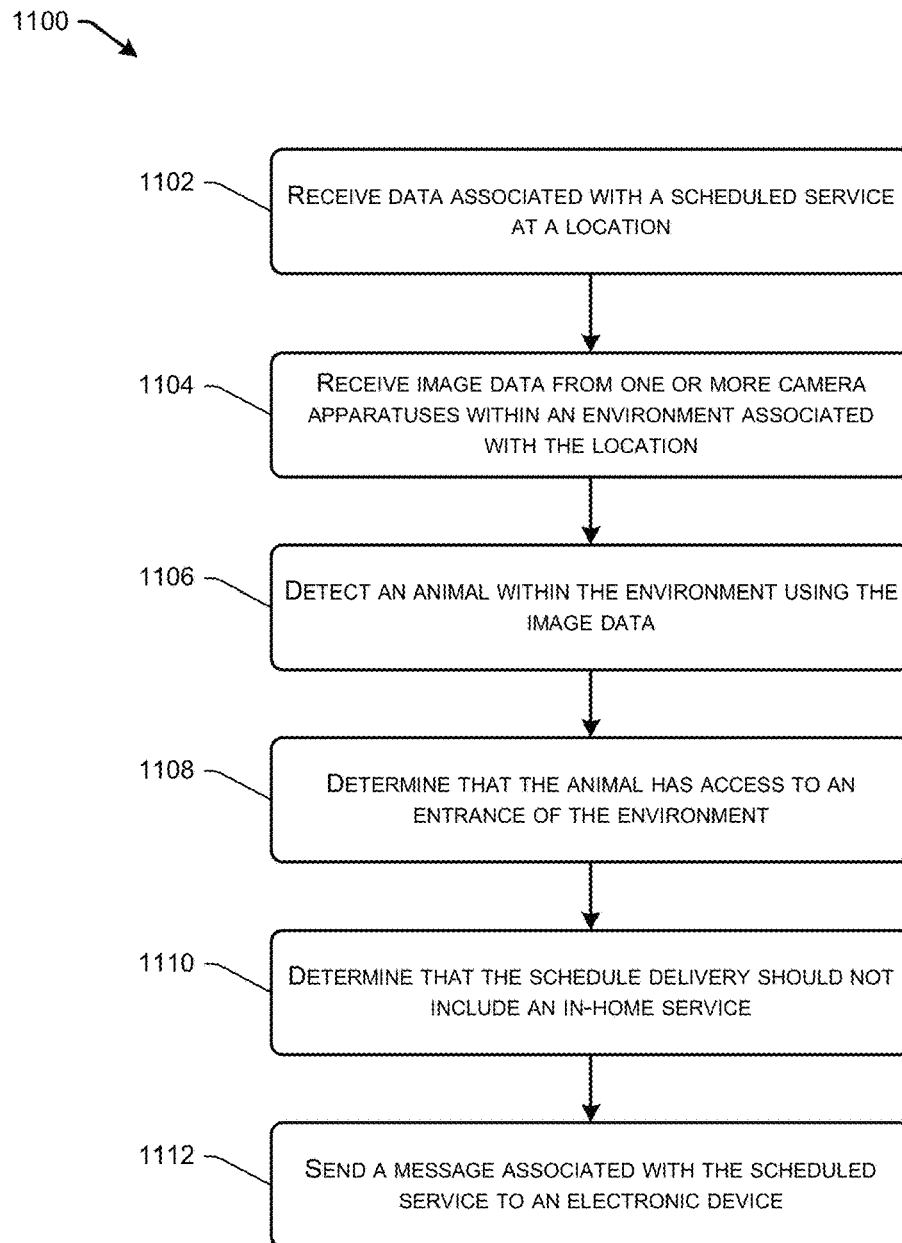 1100
1102
RECEIVE DATA ASSOCIATED WITH A SCHEDULED SERVICE
AT A LOCATION
1104
RECEIVE IMAGE DATA FROM ONE OR MORE CAMERA
APPARATUSES WITHIN AN ENVIRONMENT ASSOCIATED
WITH THE LOCATION
1106
DETECT AN ANIMAL WITHIN THE ENVIRONMENT USING THE
IMAGE DATA
1108
DETERMINE THAT THE ANIMAL HAS ACCESS TO AN
ENTRANCE OF THE ENVIRONMENT
1110
DETERMINE THAT THE SCHEDULE DELIVERY SHOULD NOT
INCLUDE AN IN-HOME SERVICE
1112
SEND A MESSAGE ASSOCIATED WITH THE SCHEDULED
SERVICE TO AN ELECTRONIC DEVICE